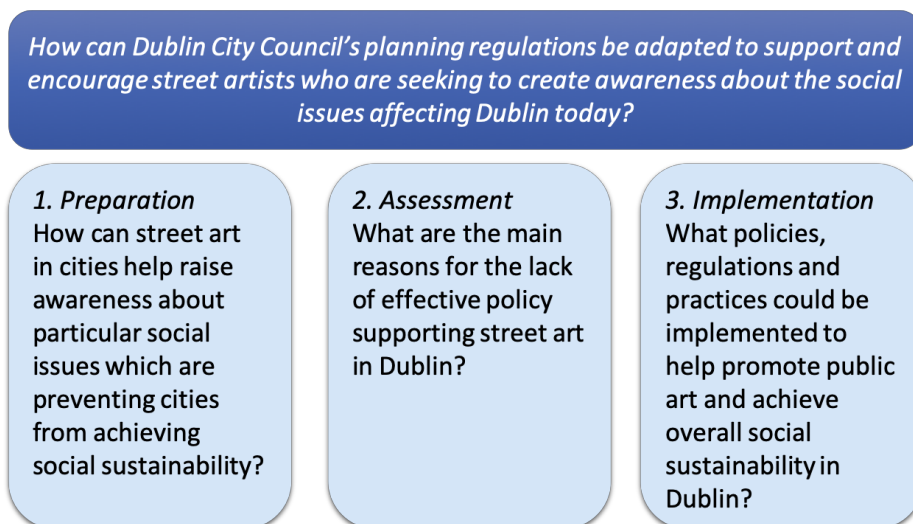 How can Dublin City Council's planning regulations be adapted to support and
encourage street artists who are seeking to create awareness about the social
issues affecting Dublin today?
1. Preparation
How can street art
in cities help raise
awareness about
particular social
issues which are
preventing cities
from achieving
social sustainability?
2. Assessment
What are the main
reasons for the lack
of effective policy
supporting street art
in Dublin?
3. Implementation
What policies,
regulations and
practices could be
implemented to
help promote public
art and achieve
overall social
sustainability in
Dublin?